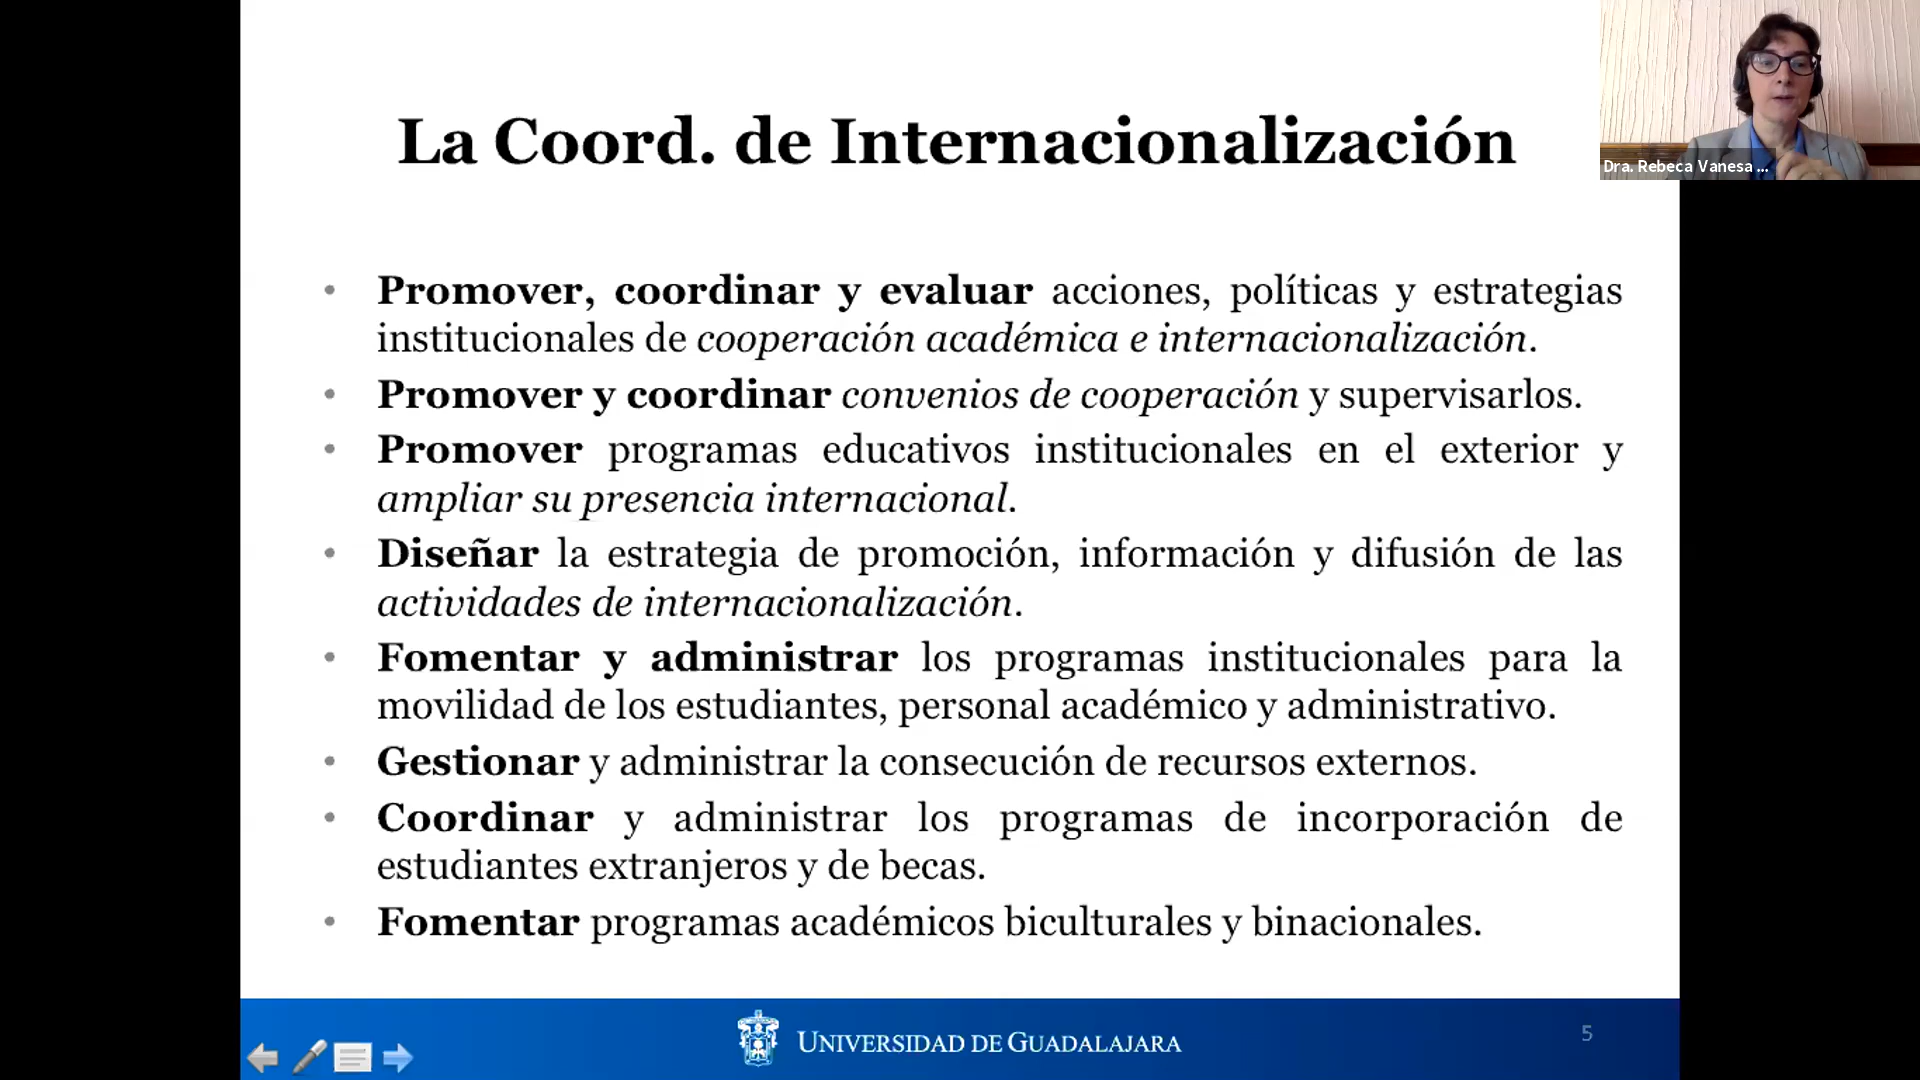 La Coord. de Internacionalización
Dra. Rebeca Vanesa ...
• Promover, coordinar y evaluar acciones, políticas y estrategias
institucionales de cooperación académica e internacionalización.
• Promover y coordinar convenios de cooperación y supervisarlos.
• Promover programas educativos institucionales en el exterior y
ampliar su presencia internacional.
• Diseñar la estrategia de promoción, información y difusión de las
actividades de internacionalización.
• Fomentar y administrar los programas institucionales para la
movilidad de los estudiantes, personal académico y administrativo.
• Gestionar y administrar la consecución de recursos externos.
• Coordinar y administrar los programas de incorporación de
estudiantes extranjeros y de becas.
• Fomentar programas académicos biculturales y binacionales.
UNIVERSIDAD DE GUADALAJARA
5